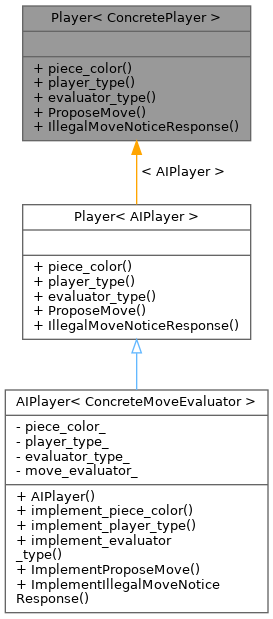 Player< ConcretePlayer >
+ piece_color()
+ player_type()
+ evaluator_type()
+ ProposeMove()
+ IllegalMoveNoticeResponse()
< AIPlayer >
Player< AIPlayer >
+ piece_color()
+ player_type()
+ evaluator_type()
+ ProposeMove()
+ IllegalMoveNoticeResponse()
AIPlayer< ConcreteMoveEvaluator >
- piece_color_
- player_type_
- evaluator_type_
- move_evaluator_
+ AIPlayer()
+ implement_piece_color()
+ implement_player_type()
+ implement_evaluator
_type()
+ ImplementProposeMove()
+ ImplementIllegalMoveNotice
Response()